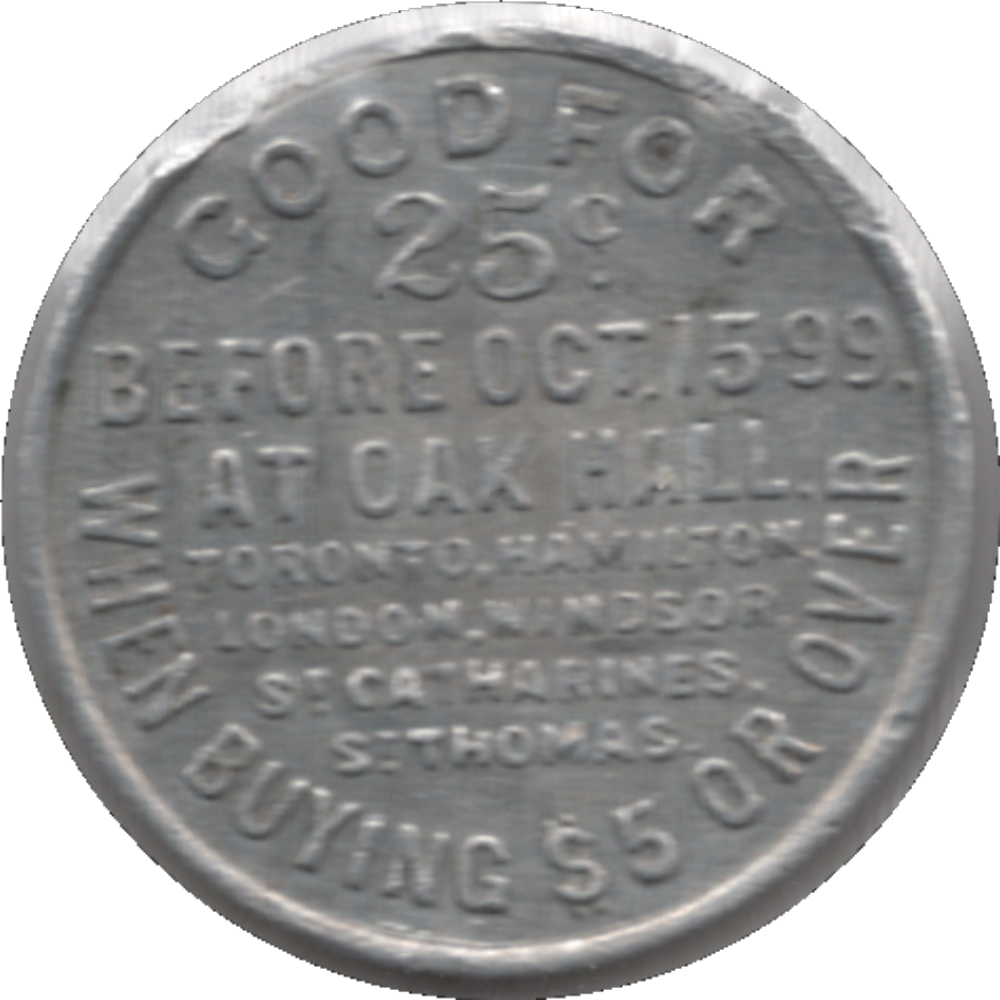 GOOD FOR
25¢
BEFORE OCT. 15-99.
AT OAK HALL.
TORONTO, HAMILTON,
LONDON, WINDSOR,
ST CATHARINES.
ST THOMAS.
WHEN BUYING $5 OR OVER